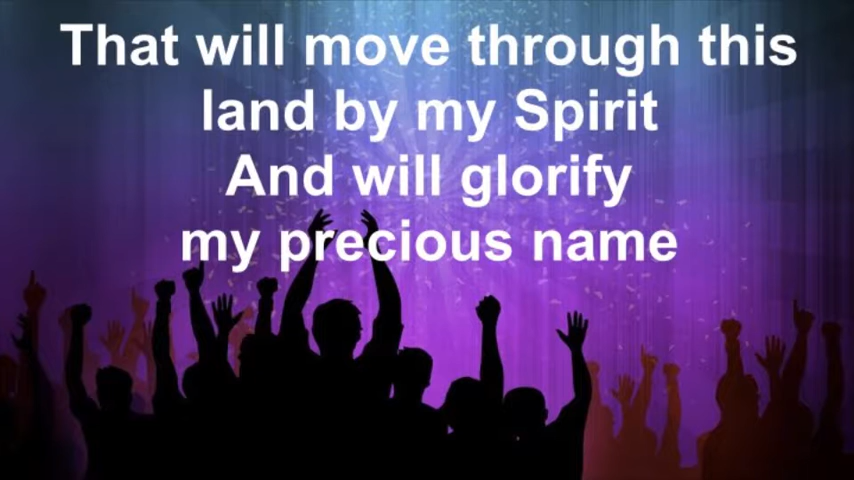 That will move through this
land by my Spirit
And will glorify
my precious name